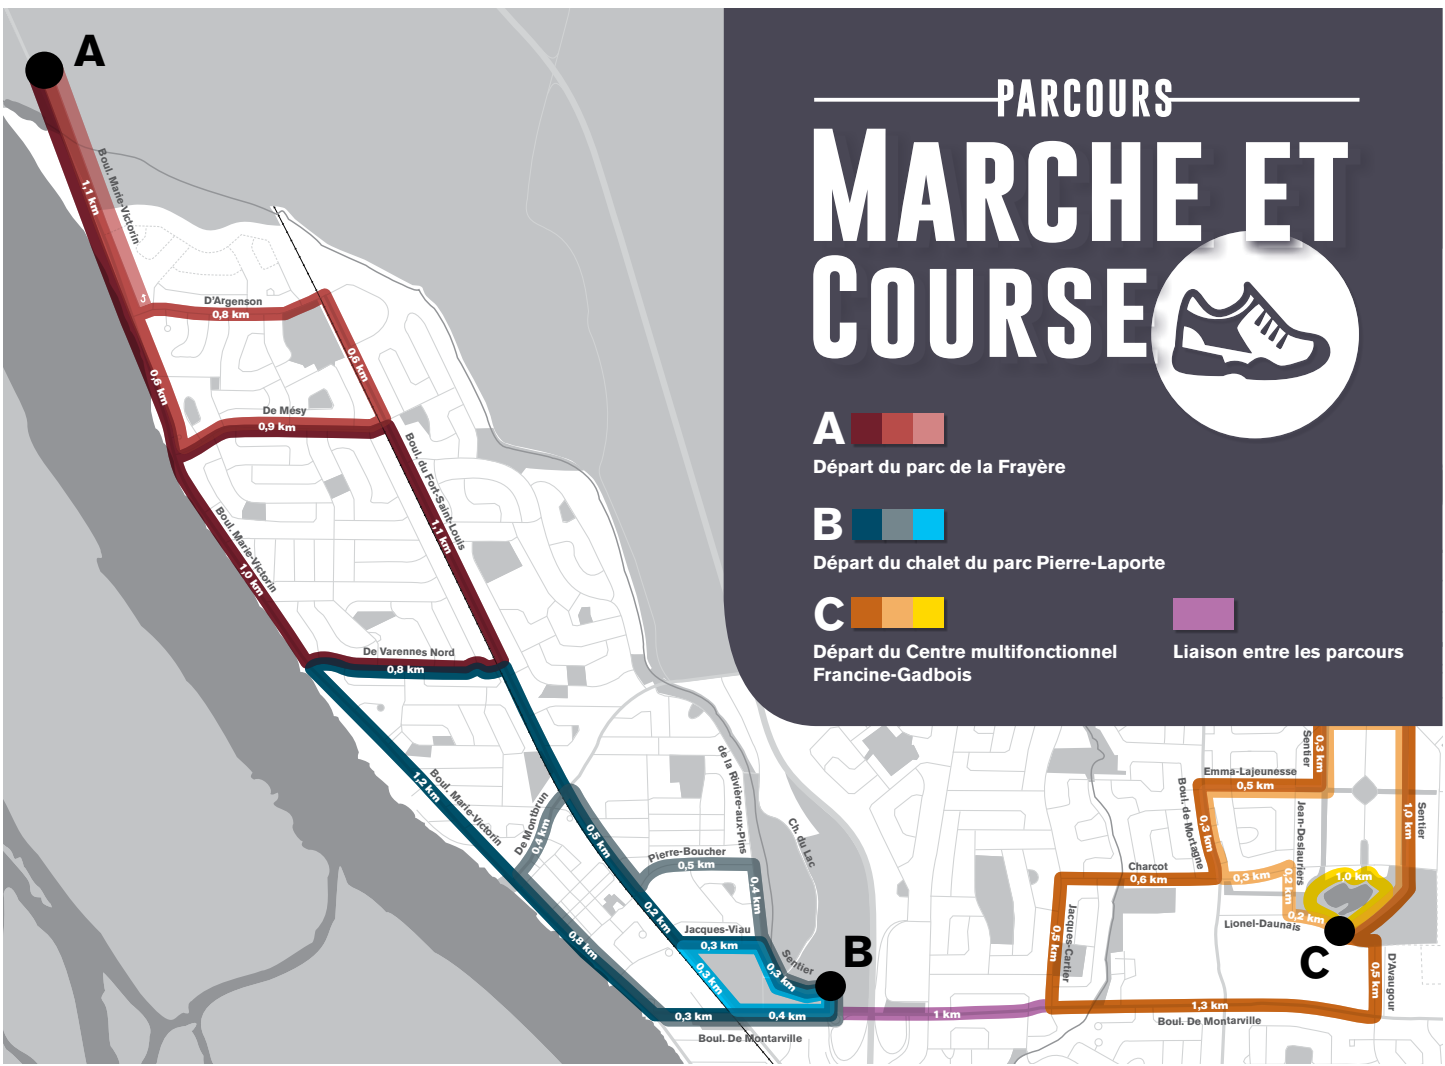 A
PARCOURS
MARCHE ET
COURSE
A
Départ du parc de la Frayère
B
Départ du chalet du parc Pierre-Laporte
C
Départ du Centre multifonctionnel
Francine-Gadbois
Liaison entre les parcours
Boul. Marie-Victorin
1,1 km
D'Argenson
0,8 km
0,6 km
0,6 km
De Mésy
0,9 km
Boul. du Fort-Saint-Louis
1,1 km
Boul. Marie-Victorin
1,0 km
De Varennes Nord
0,8 km
1,2 km
Boul. Marie-Victorin
De Montbrun
0,4 km
0,5 km
Pierre-Boucher
0,5 km
0,4 km
de la Rivière-aux-Pins
Ch. du Lac
0,2 km
Jacques-Viau
0,3 km
0,3 km
0,3 km
Sentier
B
0,8 km
0,3 km
0,4 km
Boul. De Montarville
1 km
Sentier
0,3 km
Emma-Lajeunesse
0,5 km
Boul. de Mortagne
0,3 km
Jean-Deslauriers
Sentier
1,0 km
Charcot
0,6 km
0,3 km
0,2 km
1,0 km
0,2 km
Lionel-Daunais
C
Jacques-Cartier
0,5 km
D'Avaugour
0,5 km
1,3 km
Boul. De Montarville